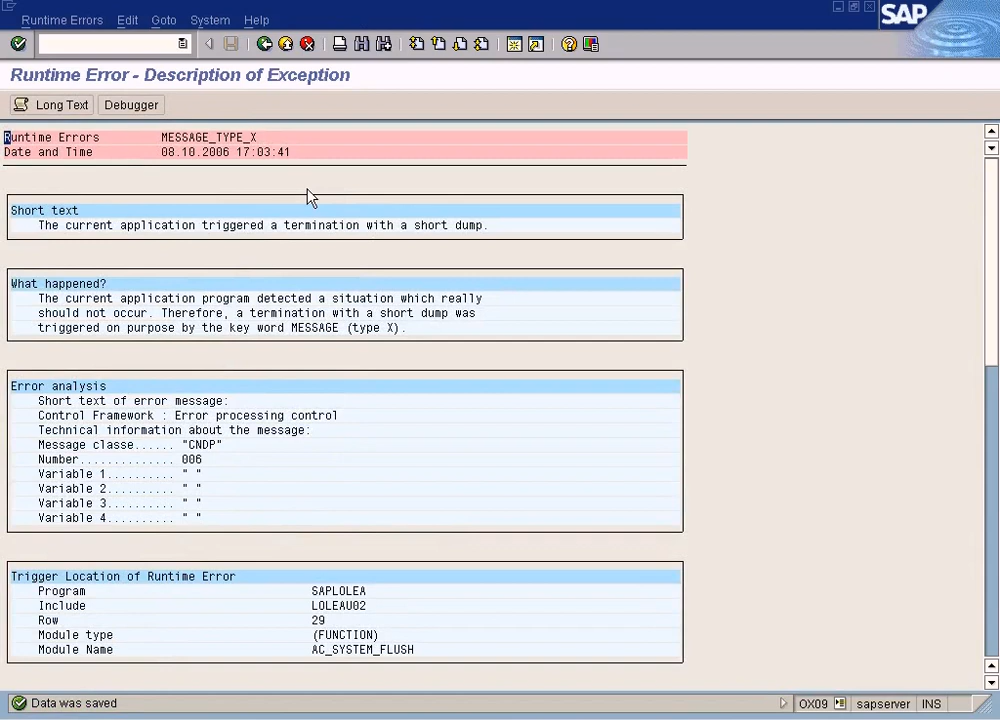 Runtime Errors Edit Goto System Help
SAP
Runtime Error - Description of Exception
Long Text Debugger
Runtime Errors MESSAGE_TYPE_X
Date and Time 08.10.2006 17:03:41
Short text
The current application triggered a termination with a short dump.
What happened?
The current application program detected a situation which really
should not occur. Therefore, a termination with a short dump was
triggered on purpose by the key word MESSAGE (type X).
Error analysis
Short text of error message:
Control Framework : Error processing control
Technical information about the message:
Message classe...... "CNDP"
Number.............. 006
Variable 1.......... " "
Variable 2.......... " "
Variable 3.......... " "
Variable 4.......... " "
Trigger Location of Runtime Error
Program SAPLOLEA
Include LOLEAU02
Row 29
Module type (FUNCTION)
Module Name AC_SYSTEM_FLUSH
Data was saved OX09 sapserver INS